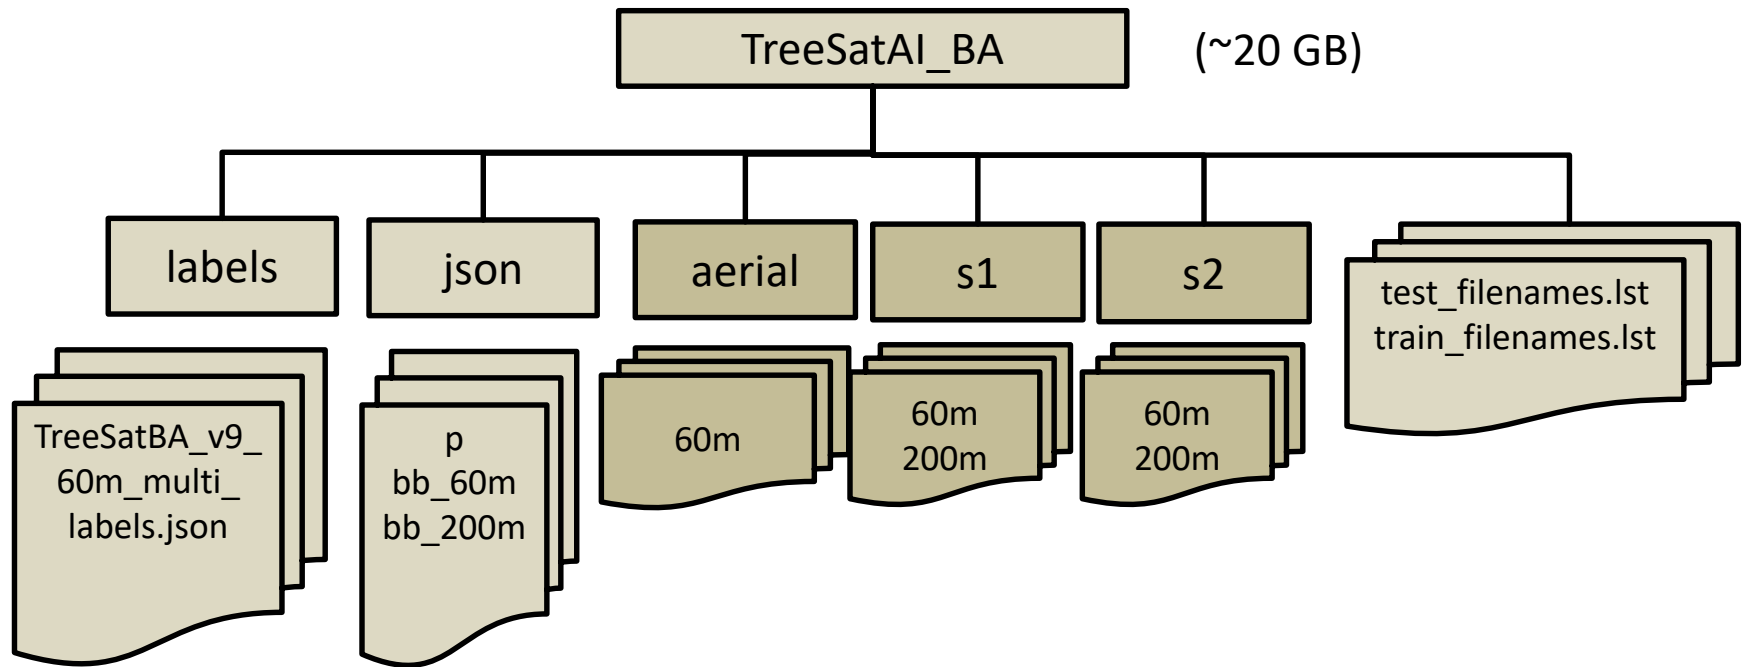 TreeSatAI_BA
(~20 GB)
labels
json
aerial
s1
s2
test_filenames.lst
train_filenames.lst
TreeSatBA_v9_
60m_multi_
labels.json
p
bb_60m
bb_200m
60m
60m
200m
60m
200m